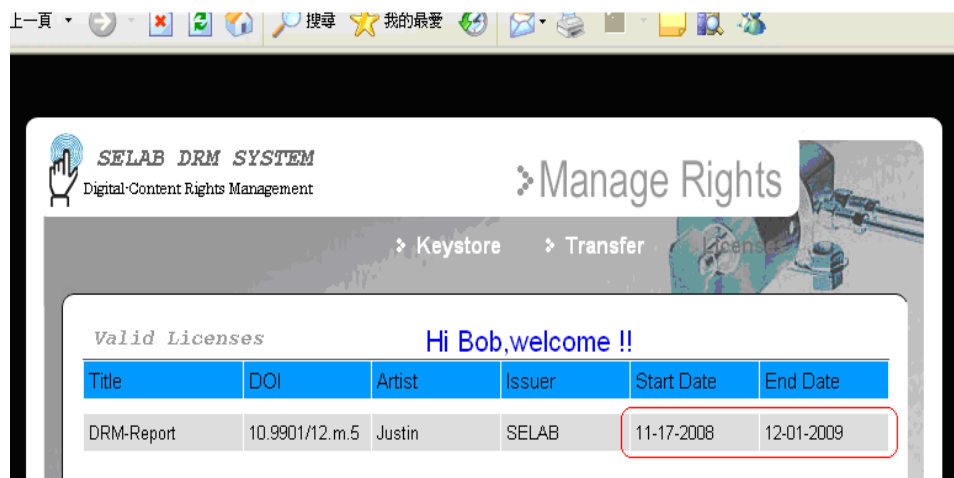 上一頁 搜尋 我的最愛
SELAB DRM SYSTEM
Digital-Content Rights Management
Manage Rights
Keystore Transfer Licenses
Valid Licenses Hi Bob,welcome !!
Title DOI Artist Issuer Start Date End Date
DRM-Report 10.9901/12.m.5 Justin SELAB 11-17-2008 12-01-2009